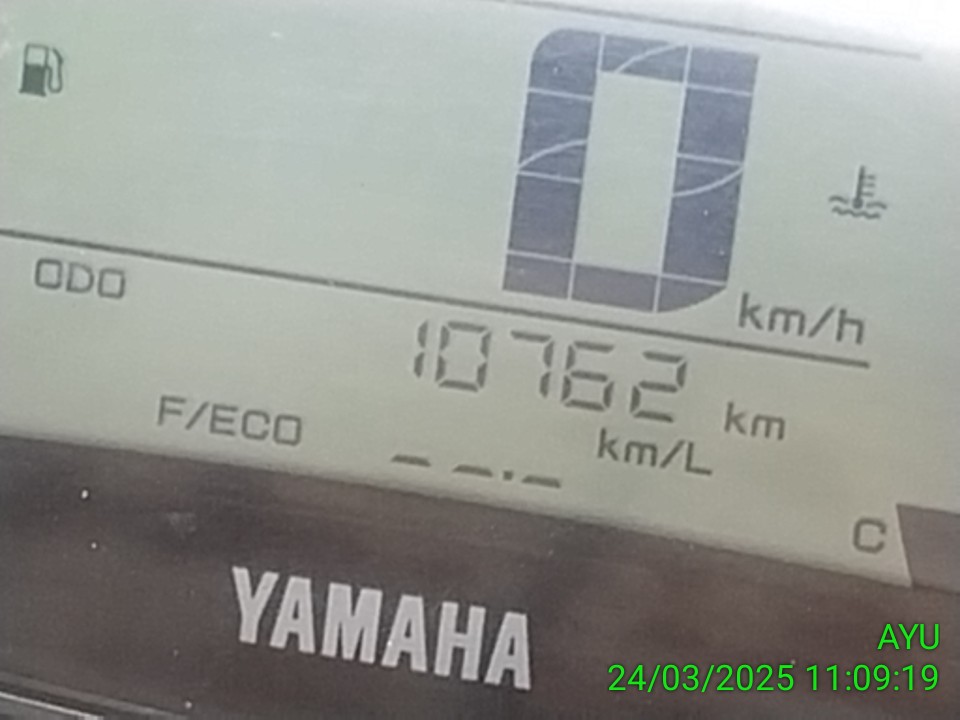 0
km/h
ODO
10762 km
F/ECO
-- -.- km/L
C
YAMAHA
AYU
24/03/2025 11:09:19